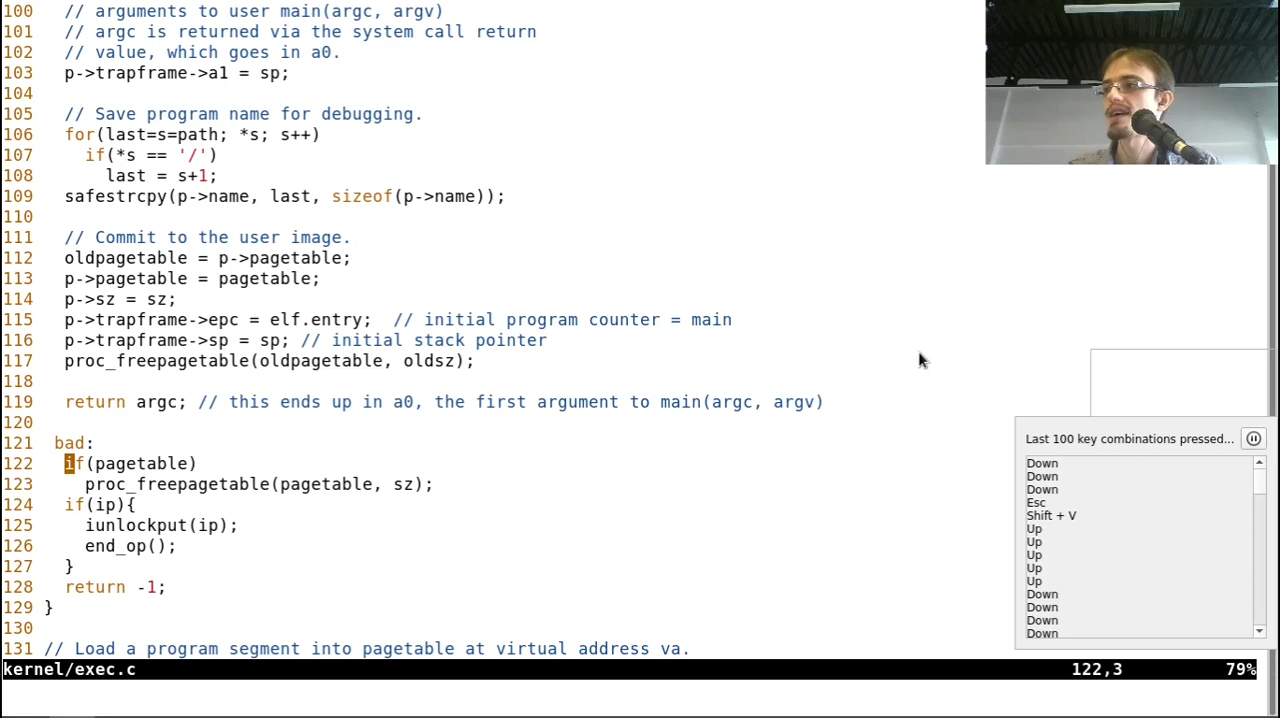 100   // arguments to user main(argc, argv)
101   // argc is returned via the system call return
102   // value, which goes in a0.
103   p->trapframe->a1 = sp;
104
105   // Save program name for debugging.
106   for(last=s=path; *s; s++)
107     if(*s == '/')
108       last = s+1;
109   safestrcpy(p->name, last, sizeof(p->name));
110
111   // Commit to the user image.
112   oldpagetable = p->pagetable;
113   p->pagetable = pagetable;
114   p->sz = sz;
115   p->trapframe->epc = elf.entry;  // initial program counter = main
116   p->trapframe->sp = sp; // initial stack pointer
117   proc_freepagetable(oldpagetable, oldsz);
118
119   return argc; // this ends up in a0, the first argument to main(argc, argv)
120
121  bad:
122   if(pagetable)
123     proc_freepagetable(pagetable, sz);
124   if(ip){
125     iunlockput(ip);
126     end_op();
127   }
128   return -1;
129 }
130
131 // Load a program segment into pagetable at virtual address va.
kernel/exec.c 122,3 79%
Last 100 key combinations pressed...
Down
Down
Down
Esc
Shift + V
Up
Up
Up
Up
Up
Down
Down
Down
Down